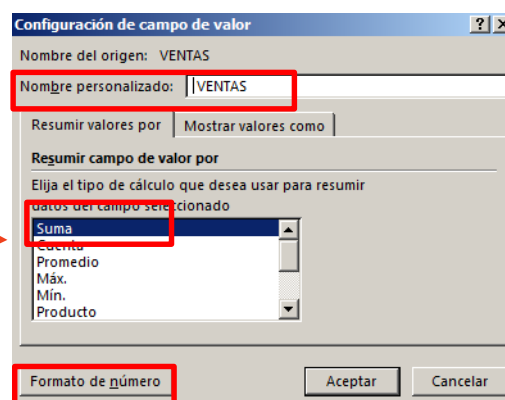 Configuración de campo de valor
Nombre del origen: VENTAS
Nombre personalizado: VENTAS
Resumir valores por Mostrar valores como
Resumir campo de valor por
Elija el tipo de cálculo que desea usar para resumir
datos del campo seleccionado
Suma
Cuenta
Promedio
Máx.
Mín.
Producto
Formato de número Aceptar Cancelar